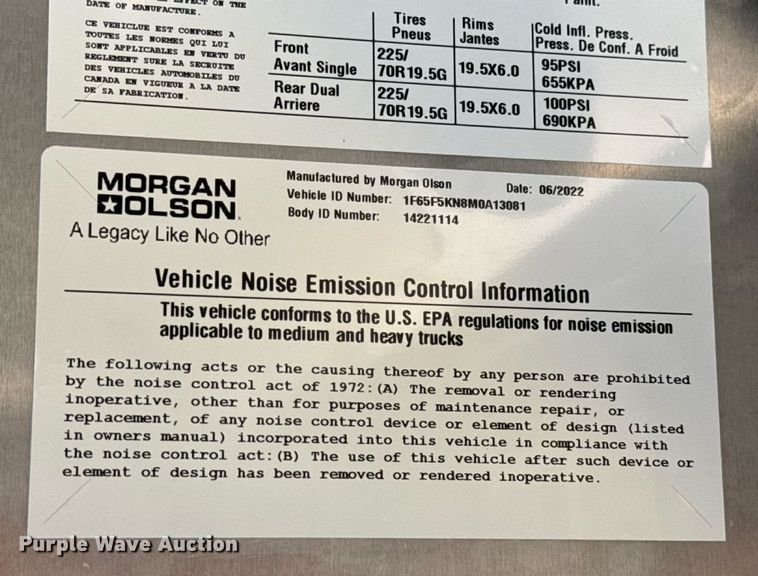 DATE OF MANUFACTURE.
CE VEHICLUE EST CONFORMS A
TOUTES LES NORMES QUI LUI
SONT APPLICABLES EN VERTU DU
REGLEMENT SURE LA SECRUITE
DES VEHICLES AUTOMOBILES DU
CANADA EN VIGUEUR A LA DATE
DE SA FABRICATION.
Tires Rims Cold Infl. Press.
Pneus Jantes Press. De Conf. A Froid
Front 225/ 95PSI
Avant Single 70R19.5G 19.5X6.0 655KPA
Rear Dual 225/ 100PSI
Arriere 70R19.5G 19.5X6.0 690KPA
MORGAN
OLSON
A Legacy Like No Other
Manufactured by Morgan Olson Date: 06/2022
Vehicle ID Number: 1F65F5KN8M0A13081
Body ID Number: 14221114
Vehicle Noise Emission Control Information
This vehicle conforms to the U.S. EPA regulations for noise emission
applicable to medium and heavy trucks
The following acts or the causing thereof by any person are prohibited
by the noise control act of 1972:(A) The removal or rendering
inoperative, other than for purposes of maintenance repair, or
replacement, of any noise control device or element of design (listed
in owners manual) incorporated into this vehicle in compliance with
the noise control act:(B) The use of this vehicle after such device or
element of design has been removed or rendered inoperative.
Purple Wave Auction